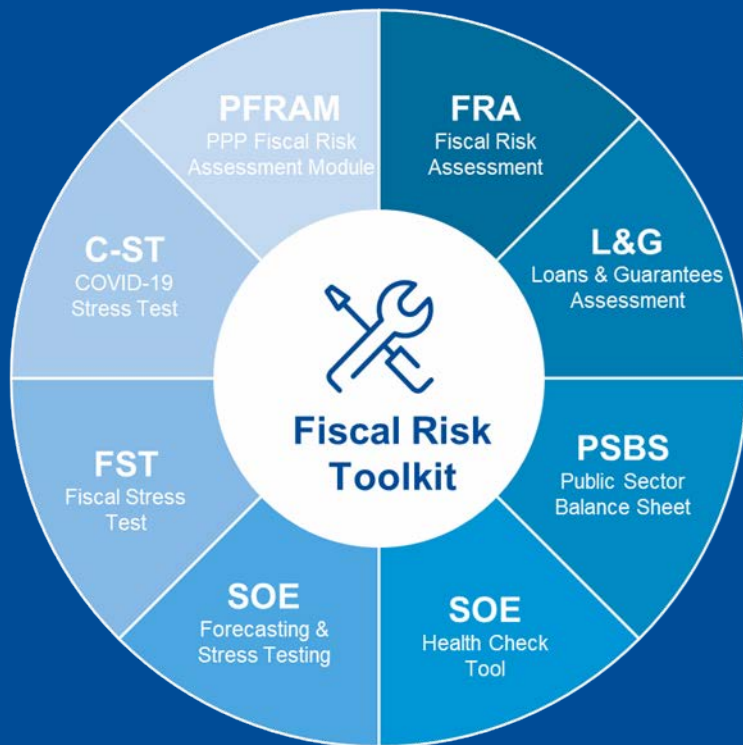 PFRAM
PPP Fiscal Risk
Assessment Module
FRA
Fiscal Risk
Assessment
L&G
Loans & Guarantees
Assessment
PSBS
Public Sector
Balance Sheet
SOE
Health Check
Tool
SOE
Forecasting &
Stress Testing
FST
Fiscal Stress
Test
C-ST
COVID-19
Stress Test
Fiscal Risk
Toolkit